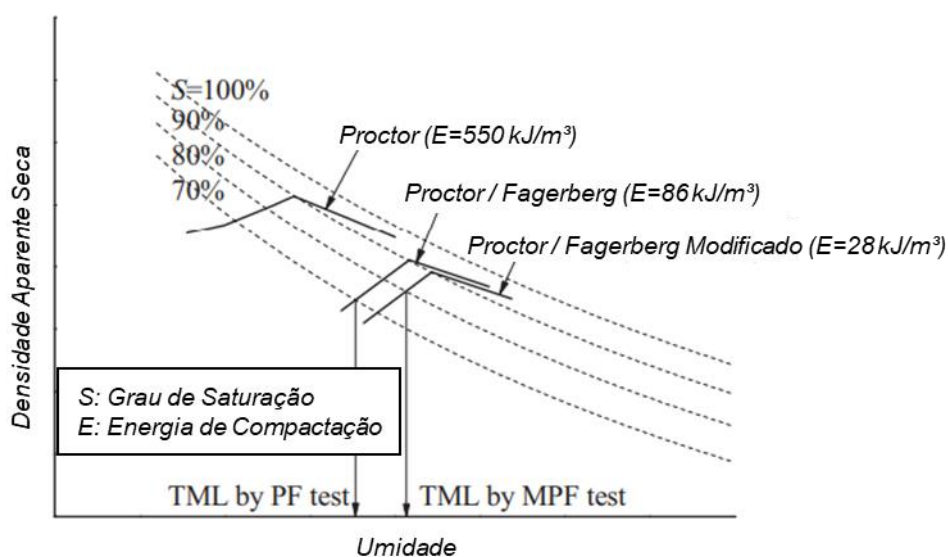 Densidade Aparente Seca
S=100%
90%
80%
70%
Proctor (E=550 kJ/m³)
Proctor / Fagerberg (E=86 kJ/m³)
Proctor / Fagerberg Modificado (E=28 kJ/m³)
S: Grau de Saturação
E: Energia de Compactação
TML by PF test
TML by MPF test
Umidade